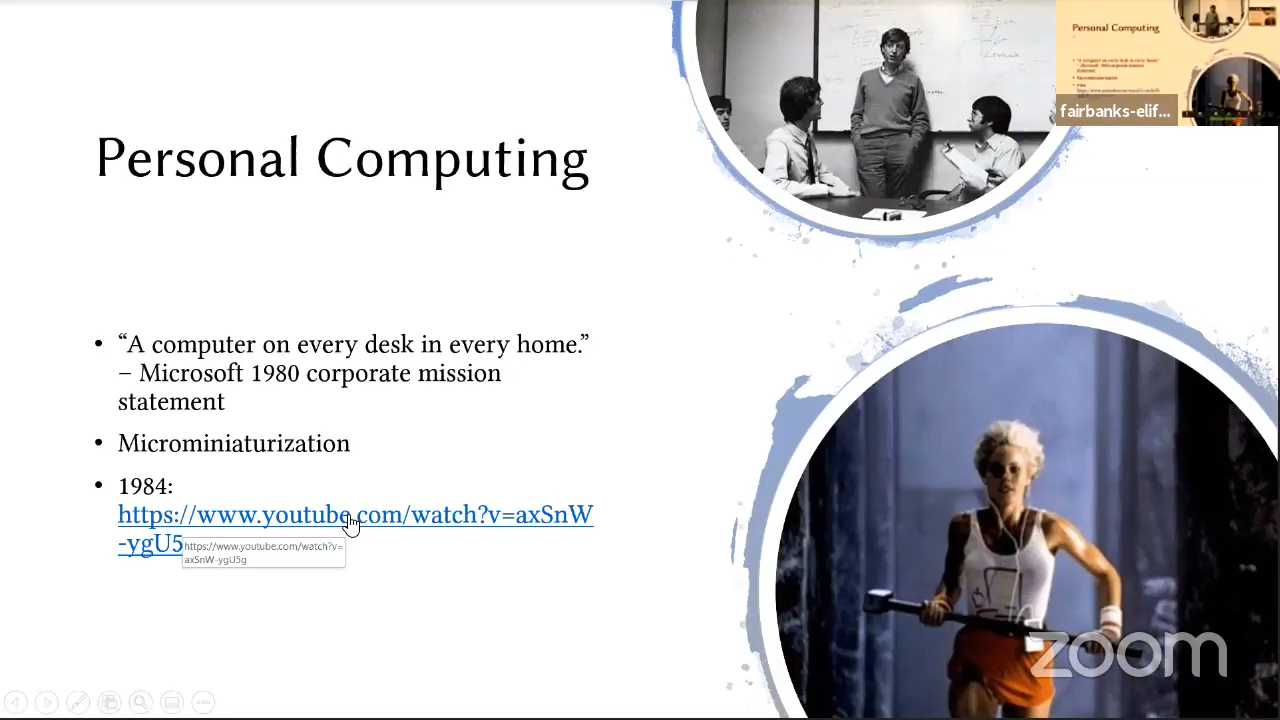 Personal Computing
• “A computer on every desk in every home.”
– Microsoft 1980 corporate mission
statement
• Microminiaturization
• 1984:
https://www.youtube.com/watch?v=axSnW
-ygU5
https://www.youtube.com/watch?v=
axSnW-ygU5g
Personal Computing
fairbanks-elif...
zoom